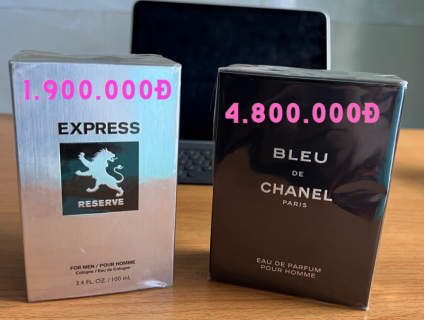 1.900.000Đ
EXPRESS
RESERVE
FOR MEN / POUR HOMME
Cologne / Eau de Cologne
3.4 FL. OZ. / 100 mL
4.800.000Đ
BLEU
DE
CHANEL
PARIS
EAU DE PARFUM
POUR HOMME